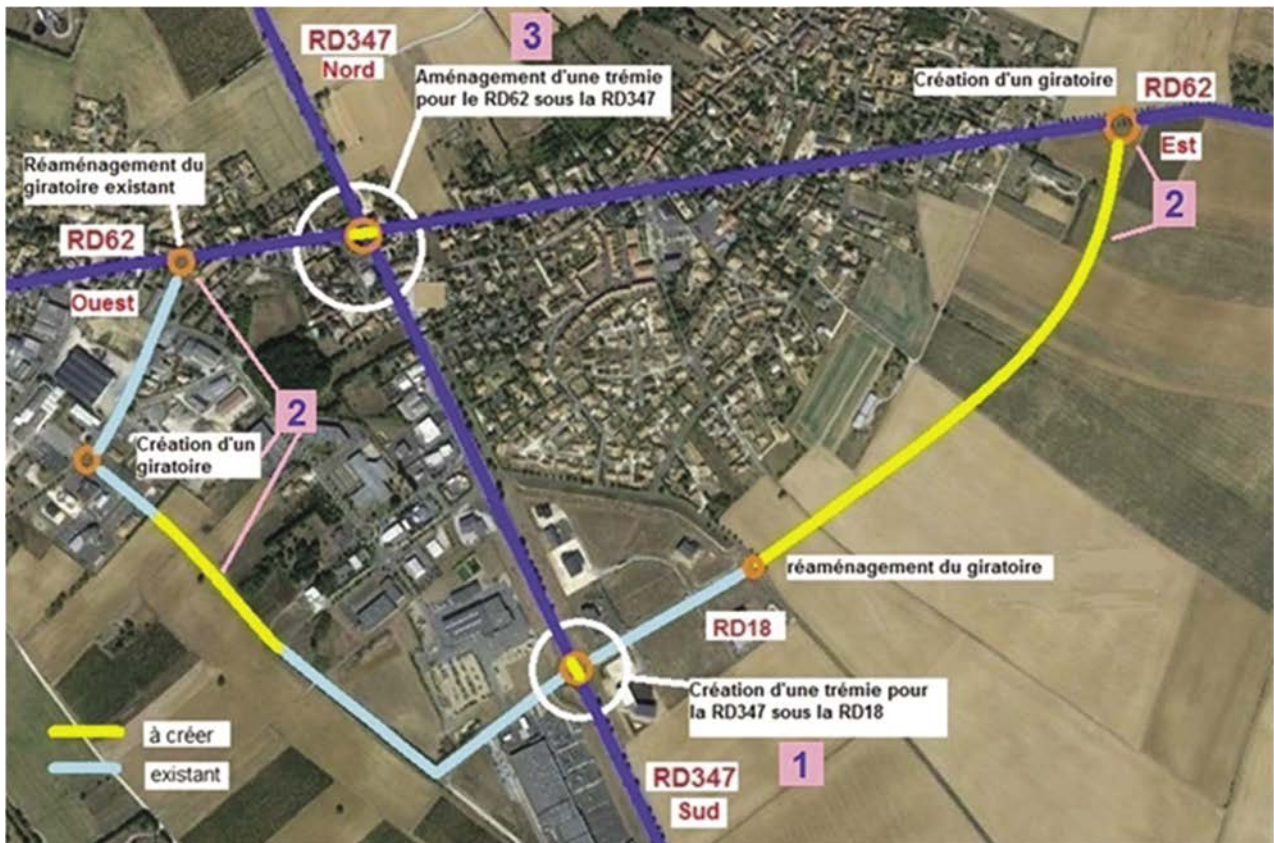 RD347
Nord
3
Aménagement d'une trémie
pour le RD62 sous la RD347
Création d'un giratoire
RD62
Est
2
Réaménagement du
giratoire existant
RD62
Ouest
2
Création d'un
giratoire
réaménagement du giratoire
RD18
Création d'une trémie pour
la RD347 sous la RD18
1
RD347
Sud
à créer
existant